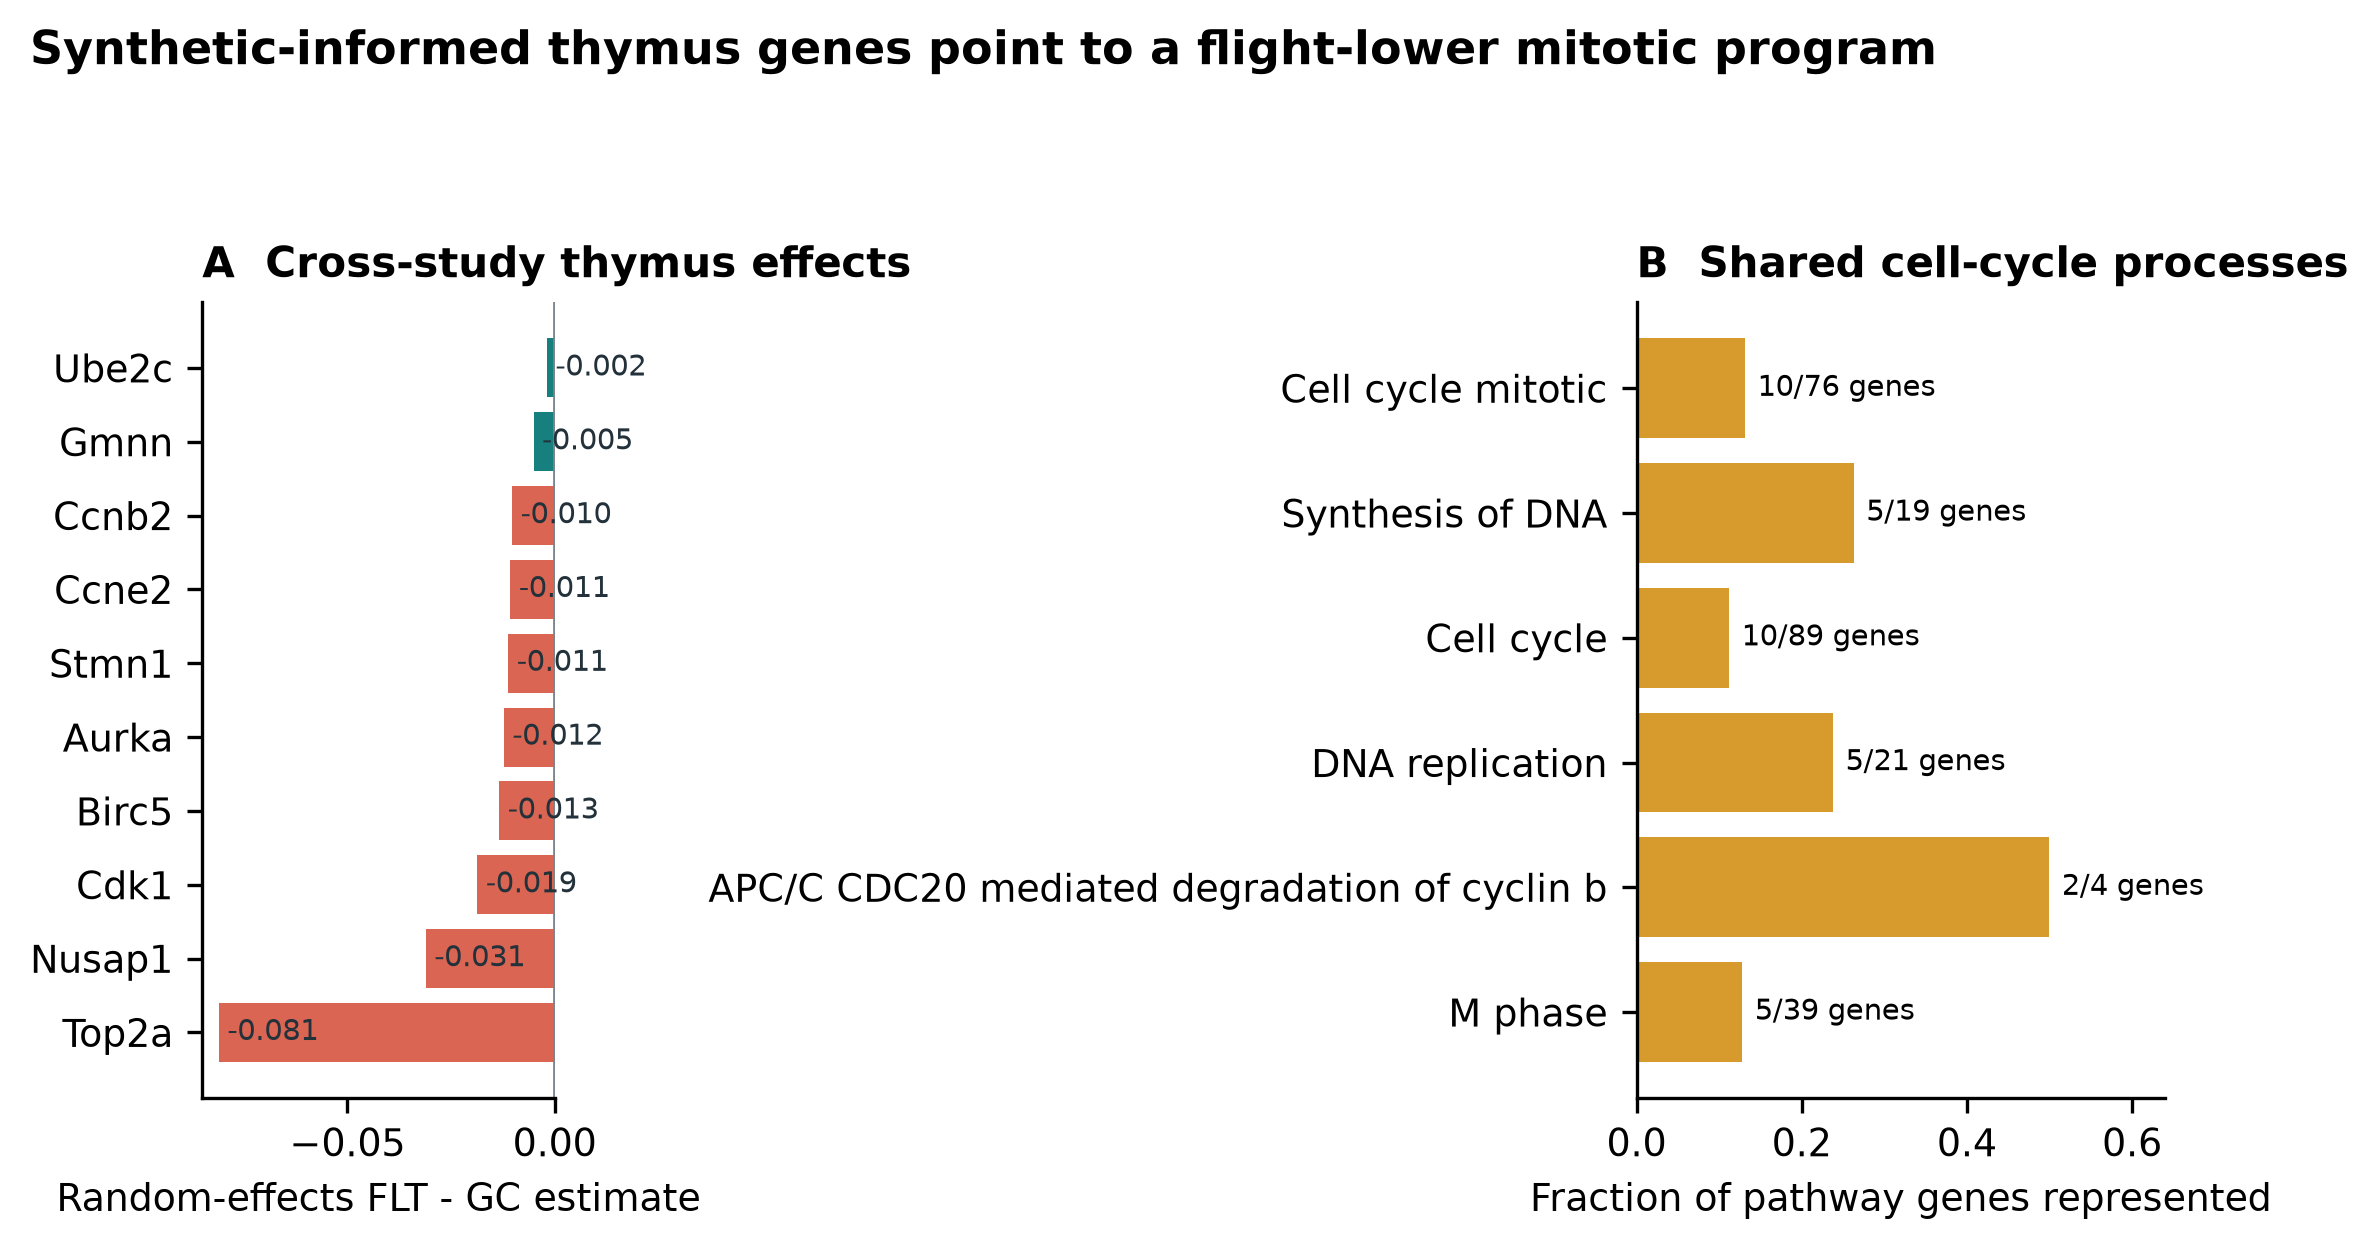 Synthetic-informed thymus genes point to a flight-lower mitotic program
A Cross-study thymus effects
Ube2c
-0.002
Gmnn
-0.005
Ccnb2
-0.010
Ccne2
-0.011
Stmn1
-0.011
Aurka
-0.012
Birc5
-0.013
Cdk1
-0.019
Nusap1
-0.031
Top2a
-0.081
−0.05
0.00
Random-effects FLT - GC estimate
B Shared cell-cycle processes
Cell cycle mitotic
10/76 genes
Synthesis of DNA
5/19 genes
Cell cycle
10/89 genes
DNA replication
5/21 genes
APC/C CDC20 mediated degradation of cyclin b
2/4 genes
M phase
5/39 genes
0.0
0.2
0.4
0.6
Fraction of pathway genes represented